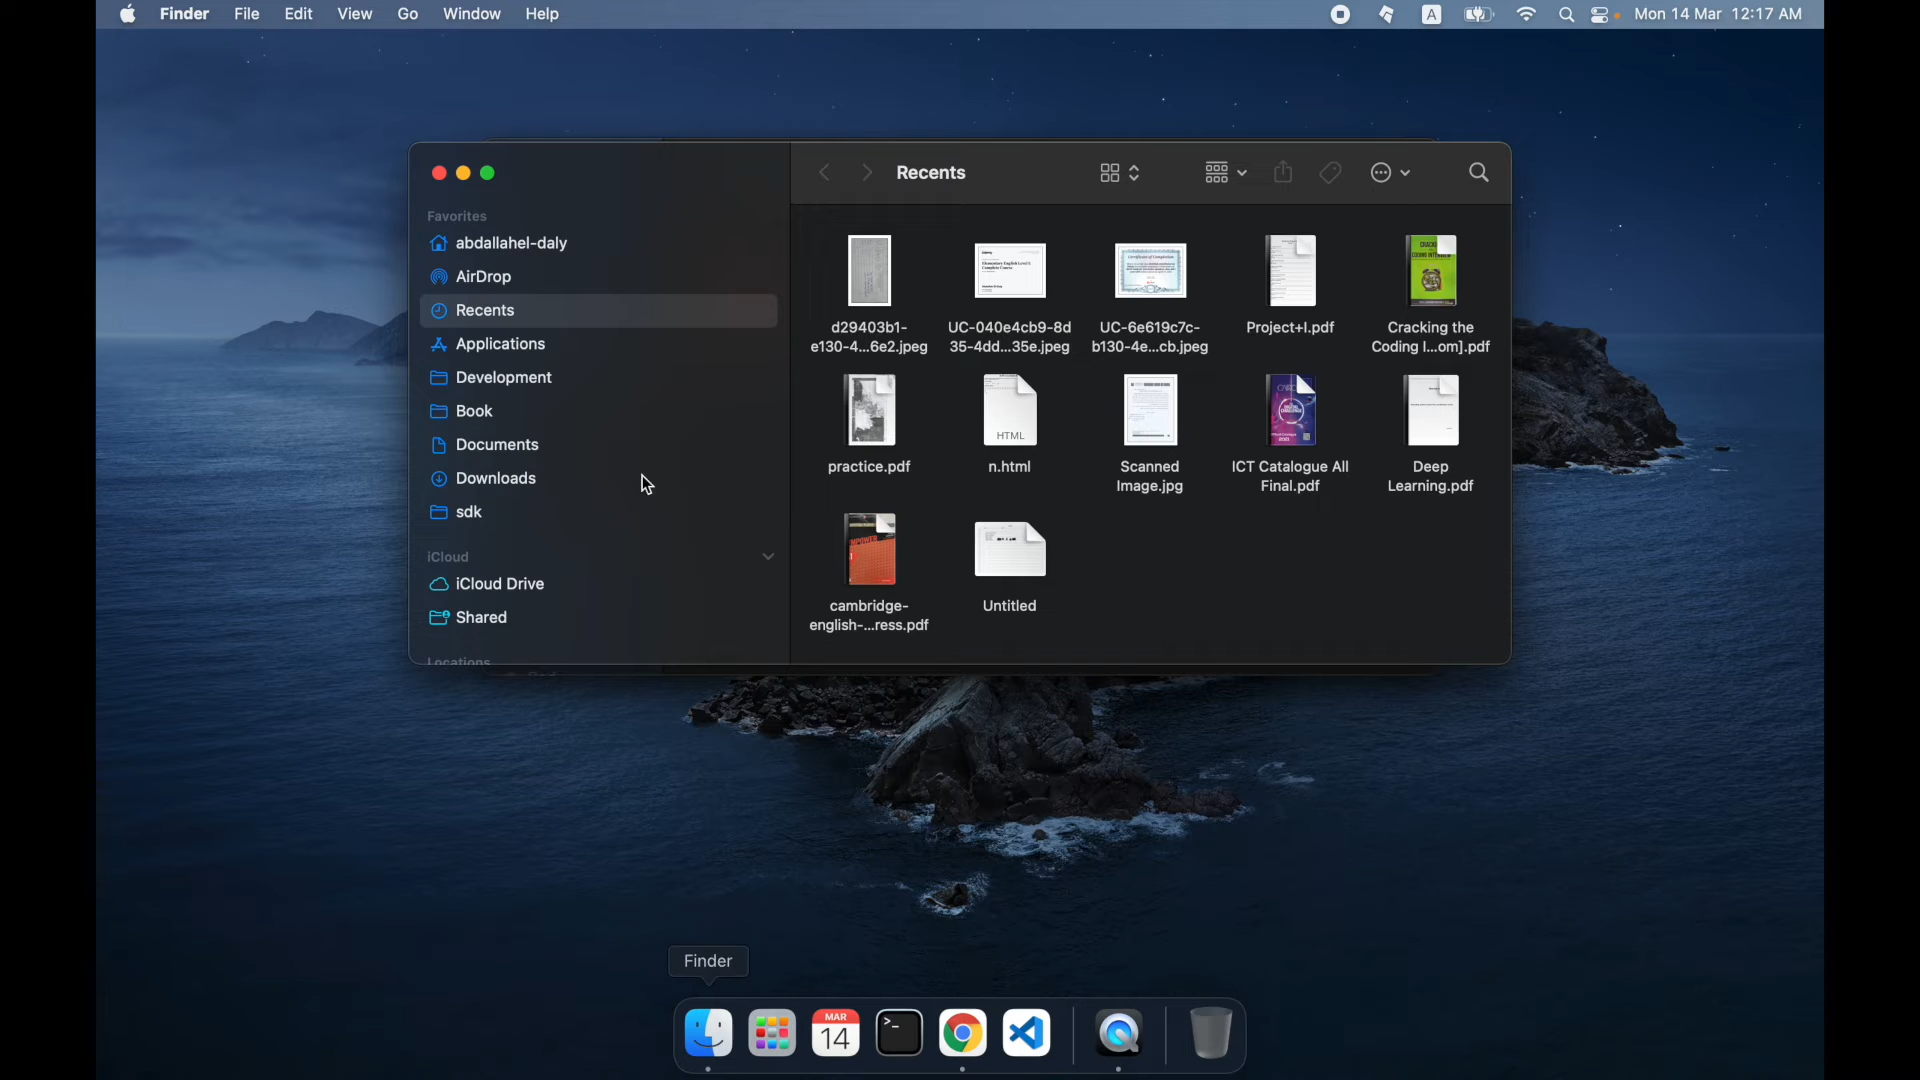 Finder File Edit View Go Window Help
A Mon 14 Mar 12:17 AM
Recents
Favorites
abdallahel-daly
AirDrop
Recents
Applications
Development
Book
Documents
Downloads
sdk
iCloud
iCloud Drive
Shared
Locations
d29403b1-
e130-4...6e2.jpeg
UC-040e4cb9-8d
35-4dd...35e.jpeg
UC-6e619c7c-
b130-4e...cb.jpeg
Project+I.pdf
Cracking the
Coding I...om].pdf
practice.pdf
HTML
n.html
Scanned
Image.jpg
ICT Catalogue All
Final.pdf
Deep
Learning.pdf
cambridge-
english-...ress.pdf
Untitled
Finder
MAR
14